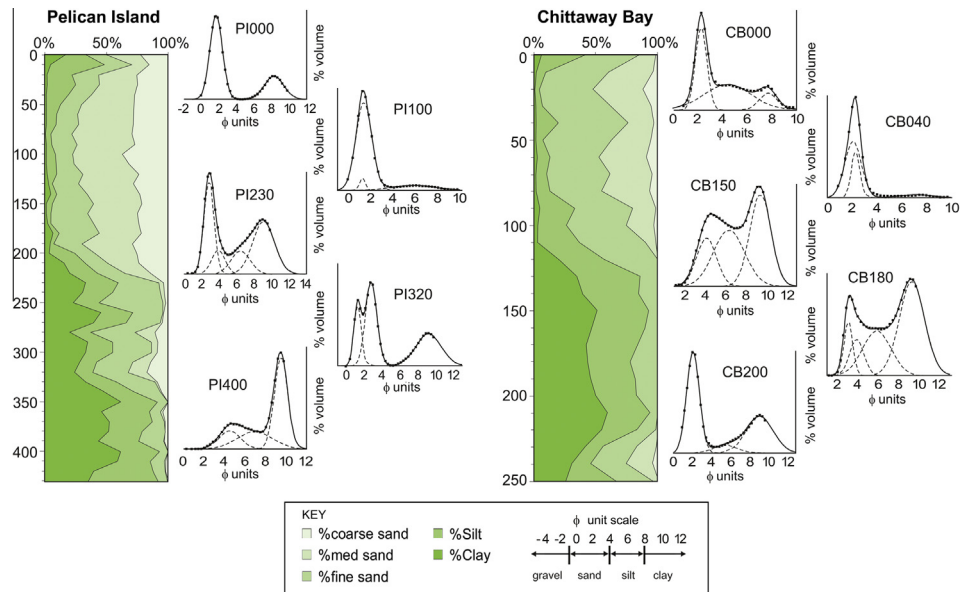 Pelican Island
0% 50% 100%
0
50
100
150
200
250
300
350
400
PI000
-2 0 2 4 6 8 10 12
ϕ units
% volume
PI100
0 2 4 6 8 10
ϕ units
% volume
PI230
0 2 4 6 8 10 12 14
ϕ units
% volume
PI320
0 2 4 6 8 10 12
ϕ units
% volume
PI400
0 2 4 6 8 10 12
ϕ units
Chittaway Bay
0% 50% 100%
0
50
100
150
200
250
CB000
0 2 4 6 8 10
ϕ units
% volume
CB040
0 2 4 6 8 10
ϕ units
% volume
CB150
2 4 6 8 10 12
ϕ units
% volume
CB180
2 4 6 8 10 12
ϕ units
% volume
CB200
0 2 4 6 8 10 12
ϕ units
KEY
%coarse sand
%med sand
%fine sand
%Silt
%Clay
ϕ unit scale
-4 -2 0 2 4 6 8 10 12
gravel sand silt clay